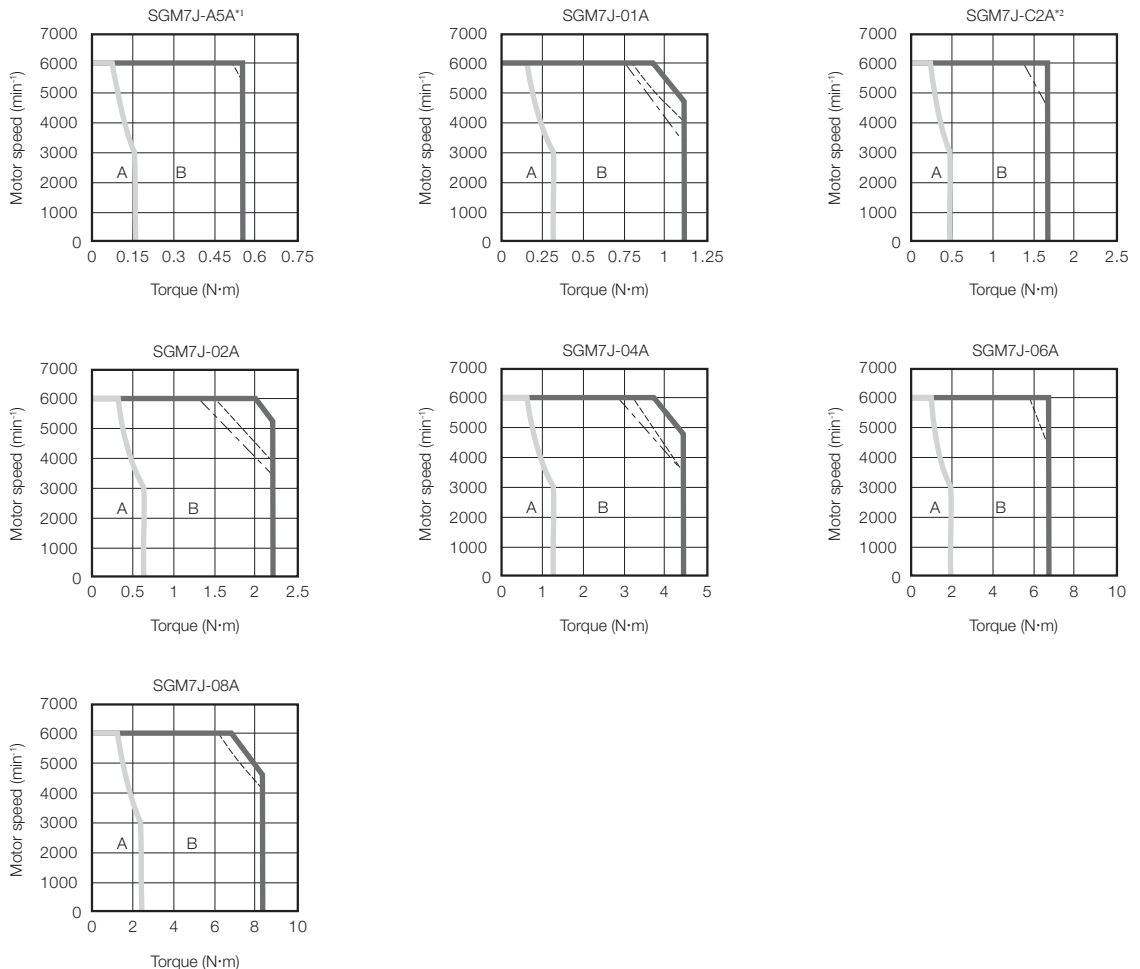 SGM7J-A5A*1
Motor speed (min-1)
7000
6000
5000
4000
3000
2000
1000
0
A
B
0 0.15 0.3 0.45 0.6 0.75
Torque (N·m)
SGM7J-01A
Motor speed (min-1)
7000
6000
5000
4000
3000
2000
1000
0
A
B
0 0.25 0.5 0.75 1 1.25
Torque (N·m)
SGM7J-C2A*2
Motor speed (min-1)
7000
6000
5000
4000
3000
2000
1000
0
A
B
0 0.5 1 1.5 2 2.5
Torque (N·m)
SGM7J-02A
Motor speed (min-1)
7000
6000
5000
4000
3000
2000
1000
0
A
B
0 0.5 1 1.5 2 2.5
Torque (N·m)
SGM7J-04A
Motor speed (min-1)
7000
6000
5000
4000
3000
2000
1000
0
A
B
0 1 2 3 4 5
Torque (N·m)
SGM7J-06A
Motor speed (min-1)
7000
6000
5000
4000
3000
2000
1000
0
A
B
0 2 4 6 8 10
Torque (N·m)
SGM7J-08A
Motor speed (min-1)
7000
6000
5000
4000
3000
2000
1000
0
A
B
0 2 4 6 8 10
Torque (N·m)